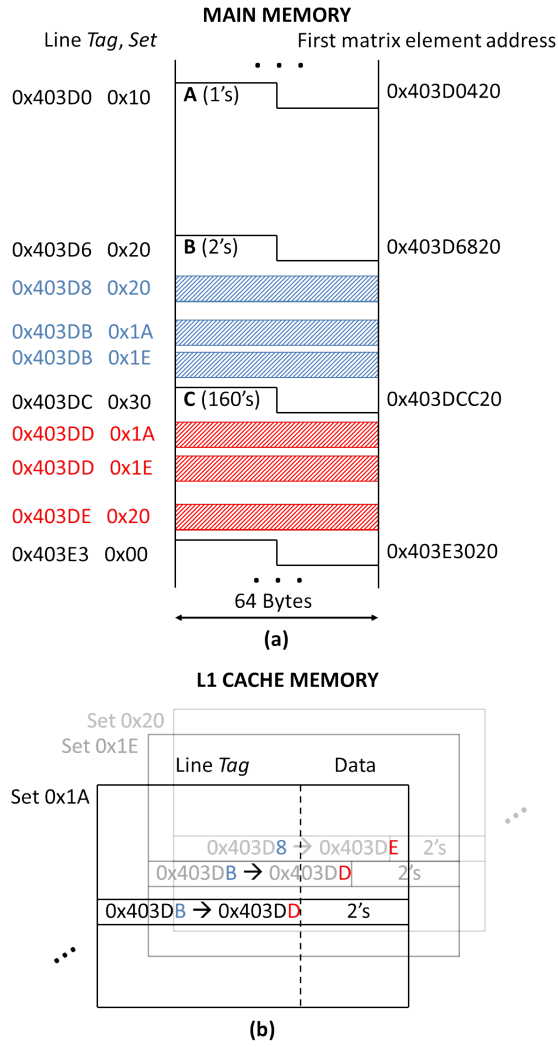 MAIN MEMORY
Line Tag, Set First matrix element address
. . .
0x403D0 0x10 A (1's) 0x403D0420
0x403D6 0x20 B (2's) 0x403D6820
0x403D8 0x20
0x403DB 0x1A
0x403DB 0x1E
0x403DC 0x30 C (160's) 0x403DCC20
0x403DD 0x1A
0x403DD 0x1E
0x403DE 0x20
0x403E3 0x00 0x403E3020
. . .
64 Bytes
(a)
L1 CACHE MEMORY
Set 0x20
Set 0x1E
Line Tag Data
Set 0x1A
...
0x403D8 → 0x403DE 2's
0x403DB → 0x403DD 2's
0x403DB → 0x403DD 2's
...
(b)